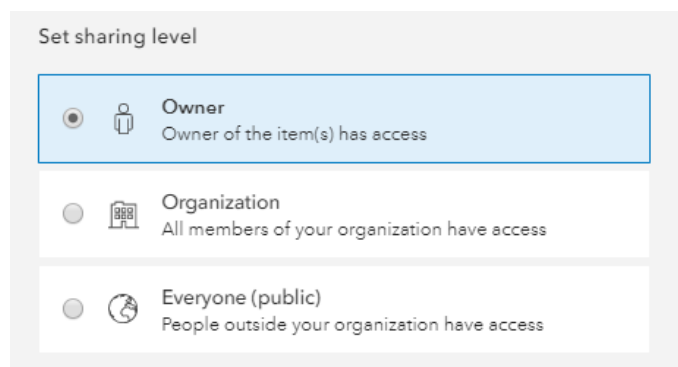 Set sharing level
Owner
Owner of the item(s) has access
Organization
All members of your organization have access
Everyone (public)
People outside your organization have access